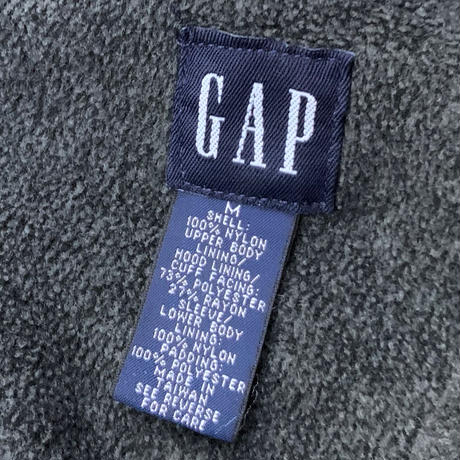 GAP
M
SHELL:
100% NYLON
UPPER BODY
LINING/
HOOD LINING/
CUFF FACING:
73% POLYESTER
27% RAYON
SLEEVE/
LOWER BODY
LINING:
100% NYLON
PADDING:
100% POLYESTER
MADE IN
TAIWAN
SEE REVERSE
FOR CARE